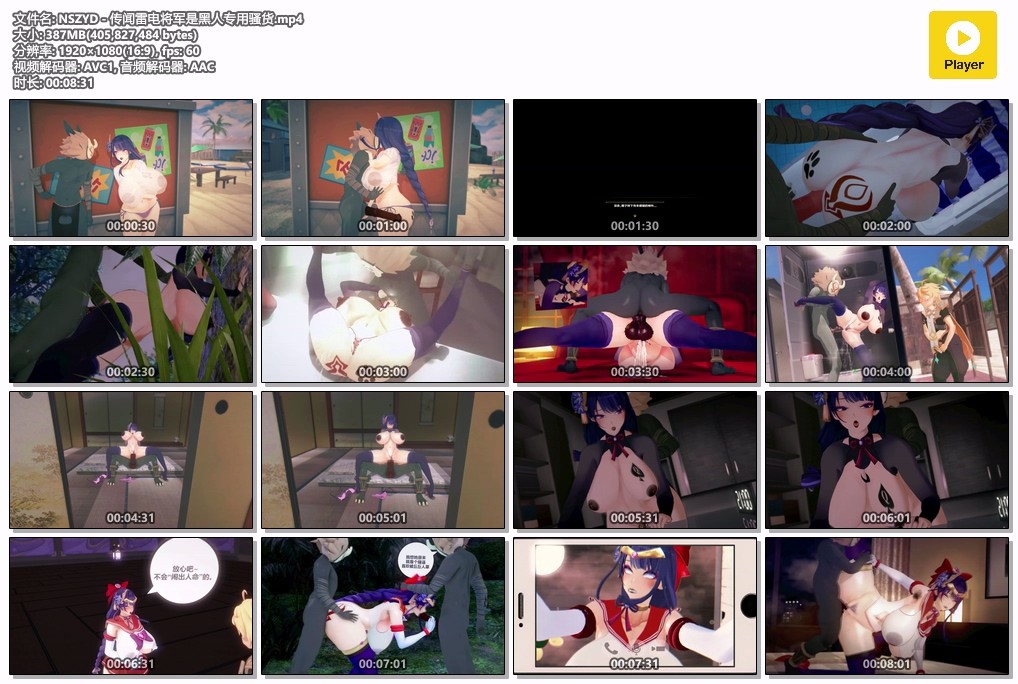 文件名: NSZYD - 传闻雷电将军是黑人专用骚货.mp4
大小: 387MB(405,827,484 bytes)
分辨率: 1920×1080(16:9), fps: 60
视频解码器: AVC1, 音频解码器: AAC
时长: 00:08:31
Player
00:00:30
00:01:00
00:01:30
00:02:00
00:02:30
00:03:00
00:03:30
00:04:00
00:04:31
00:05:01
00:05:31
00:06:01
放心吧~
不会“闹出人命”的。
00:06:31
00:07:01
00:07:31
00:08:01